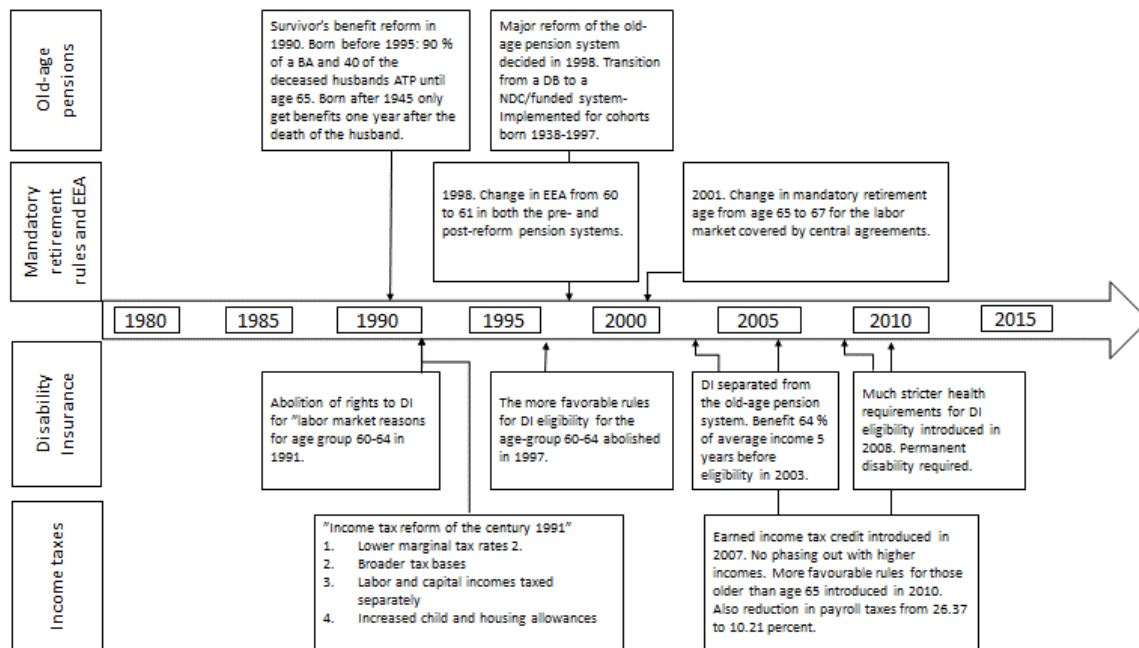 Old-age
pensions
Survivor's benefit reform in
1990. Born before 1995: 90 %
of a BA and 40 of the
deceased husbands ATP until
age 65. Born after 1945 only
get benefits one year after the
death of the husband.
Major reform of the old-
age pension system
decided in 1998. Transition
from a DB to a
NDC/funded system-
Implemented for cohorts
born 1938-1997.
Mandatory
retirement
rules and EEA
1998. Change in EEA from 60
to 61 in both the pre- and
post-reform pension systems.
2001. Change in mandatory retirement
age from age 65 to 67 for the labor
market covered by central agreements.
1980
1985
1990
1995
2000
2005
2010
2015
Disability
Insurance
Abolition of rights to DI
for "labor market reasons
for age group 60-64 in
1991.
The more favorable rules
for DI eligibility for the
age-group 60-64 abolished
in 1997.
DI separated from
the old-age pension
system. Benefit 64 %
of average income 5
years before
eligibility in 2003.
Much stricter health
requirements for DI
eligibility introduced in
2008. Permanent
disability required.
Income taxes
"Income tax reform of the century 1991"
1. Lower marginal tax rates 2.
2. Broader tax bases
3. Labor and capital incomes taxed
separately
4. Increased child and housing allowances
Earned income tax credit introduced in
2007. No phasing out with higher
incomes. More favourable rules for those
older than age 65 introduced in 2010.
Also reduction in payroll taxes from 26.37
to 10.21 percent.